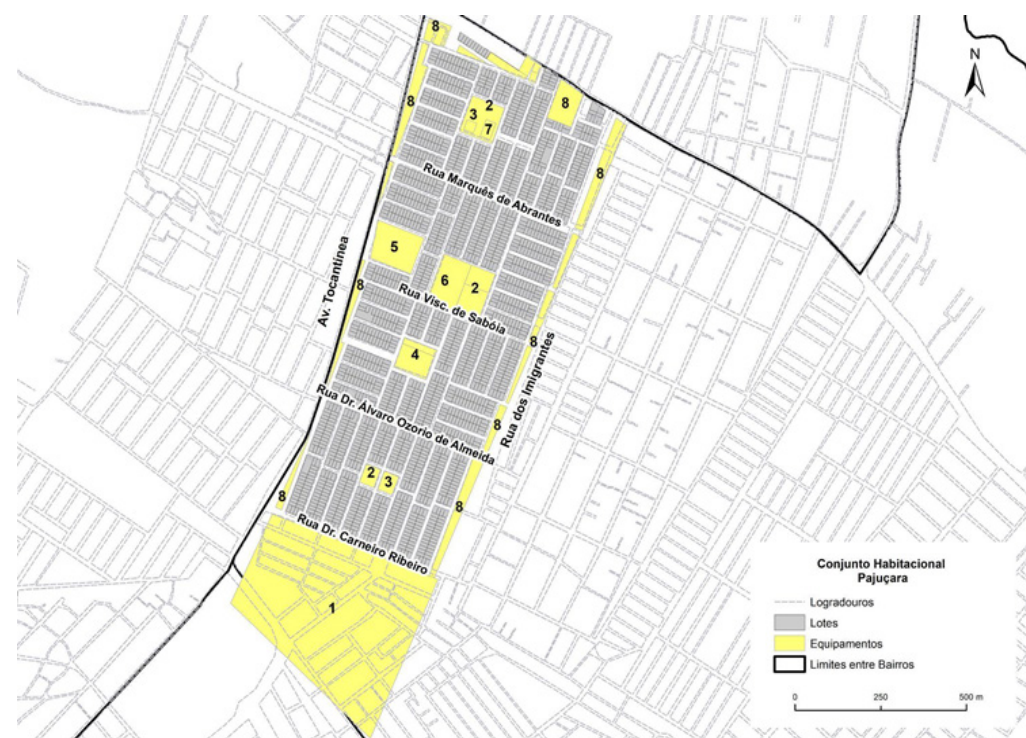 8
N
8
8
2
3
7
8
Rua Marquês de Abrantes
5
6
2
Av. Tocantínea
8
Rua Visc. de Sabóia
8
4
Rua dos Imigrantes
Rua Dr. Álvaro Ozorio de Almeida
8
2
3
8
8
Rua Dr. Carneiro Ribeiro
1
Conjunto Habitacional
Pajuçara
Logradouros
Lotes
Equipamentos
Limites entre Bairros
0 250 500 m